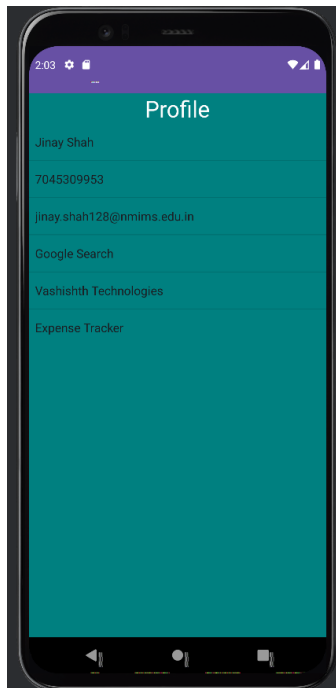 2:03
Profile
Jinay Shah
7045309953
jinay.shah128@nmims.edu.in
Google Search
Vashishth Technologies
Expense Tracker